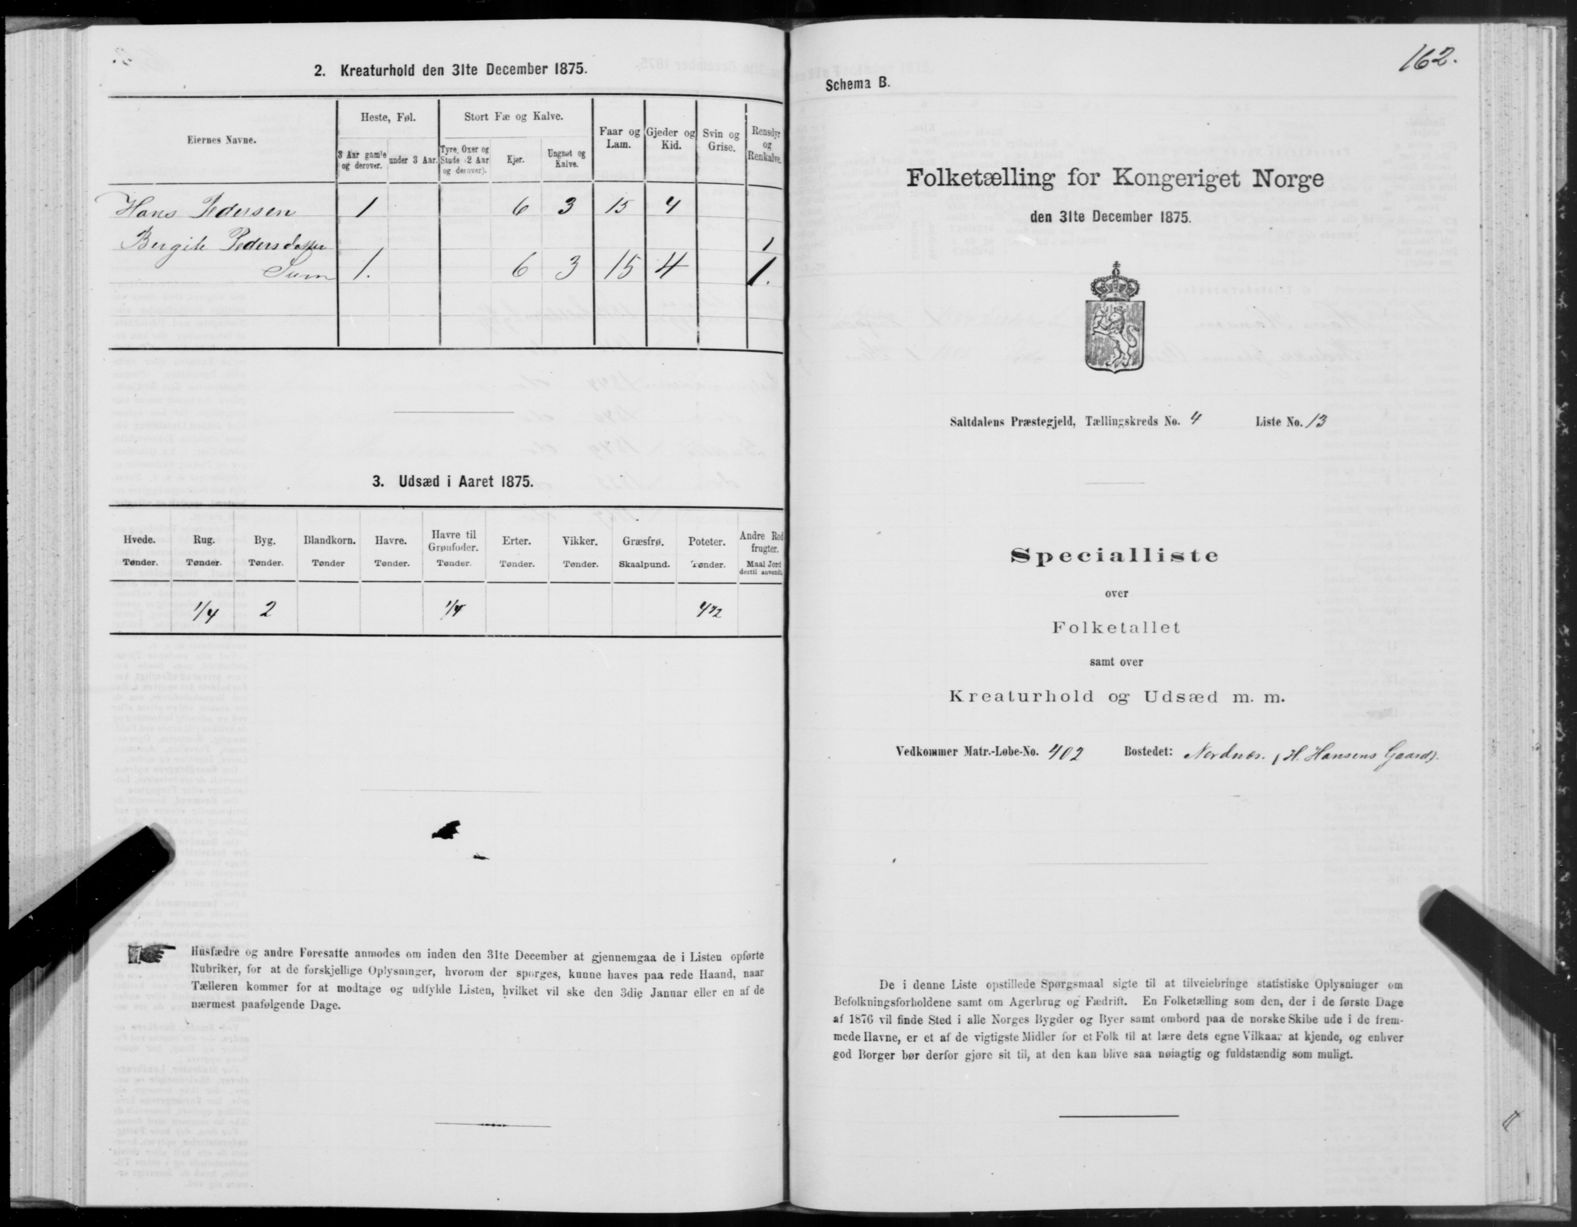 2. Kreaturhold den 31te December 1875.
Eiernes Navne.
Heste, Føl.
3 Aar gamle og derover.
under 3 Aar.
Stort Fæ og Kalve.
Tyre, Oxer og Stude (2 Aar og derover).
Kjør.
Ungnøt og Kalve.
Faar og Lam.
Gjeder og Kid.
Svin og Grise.
Rensdyr og Renkalve.
Hans Pedersen 1 6 3 15 4
Birgite Pedersdatter 1
Sum 1. 6 3 15 4 1.
3. Udsæd i Aaret 1875.
Hvede. Rug. Byg. Blandkorn. Havre. Havre til Grønfoder. Erter. Vikker. Græsfrø. Poteter. Andre Rodfrugter.
Tønder. Tønder. Tønder. Tønder Tønder. Tønder. Tønder. Tønder. Skaalpund. Tønder. Maal Jord dertil anvendt
1/4 2 1/4 4 1/2
Husfædre og andre Foresatte anmodes om inden den 31te December at gjennemgaa de i Listen opførte
Rubriker, for at de forskjellige Oplysninger, hvorom der spørges, kunne haves paa rede Haand, naar
Tælleren kommer for at modtage og udfylde Listen, hvilket vil ske den 3die Januar eller en af de
nærmest paafølgende Dage.
162.
Schema B.
Folketælling for Kongeriget Norge
den 31te December 1875.
Saltdalens Præstegjeld, Tællingskreds No. 4 Liste No. 13
Specialliste
over
Folketallet
samt over
Kreaturhold og Udsæd m. m.
Vedkommer Matr.-Løbe-No. 402 Bostedet: Nordnes. (H. Hansens Gaard).
De i denne Liste opstillede Spørgsmaal sigte til at tilveiebringe statistiske Oplysninger om
Befolkningsforholdene samt om Agerbrug og Fædrift. En Folketælling som den, der i de første Dage
af 1876 vil finde Sted i alle Norges Bygder og Byer samt ombord paa de norske Skibe ude i de frem-
mede Havne, er et af de vigtigste Midler for et Folk til at lære dets egne Vilkaar at kjende, og enhver
god Borger bør derfor gjøre sit til, at den kan blive saa nøiagtig og fuldstændig som muligt.